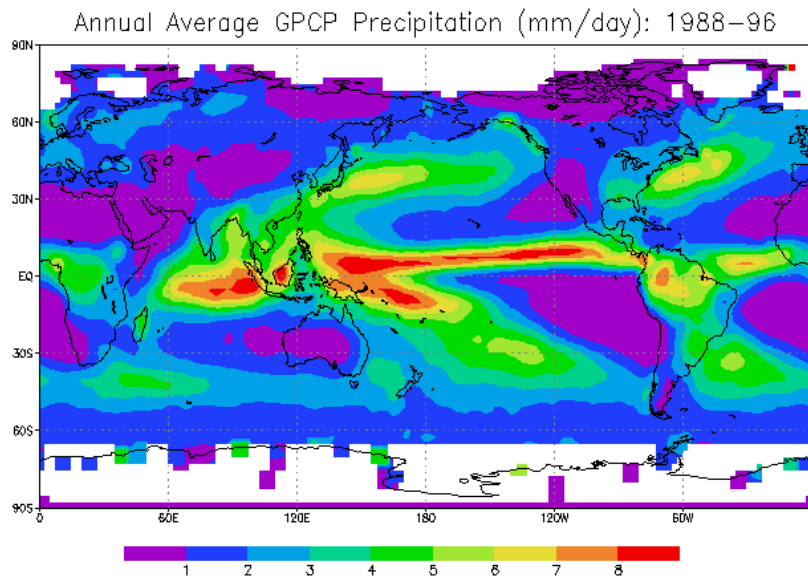 Annual Average GPCP Precipitation (mm/day): 1988-96
90N
60N
30N
EQ
30S
60S
90S
0 60E 120E 180 120W 60W
1 2 3 4 5 6 7 8